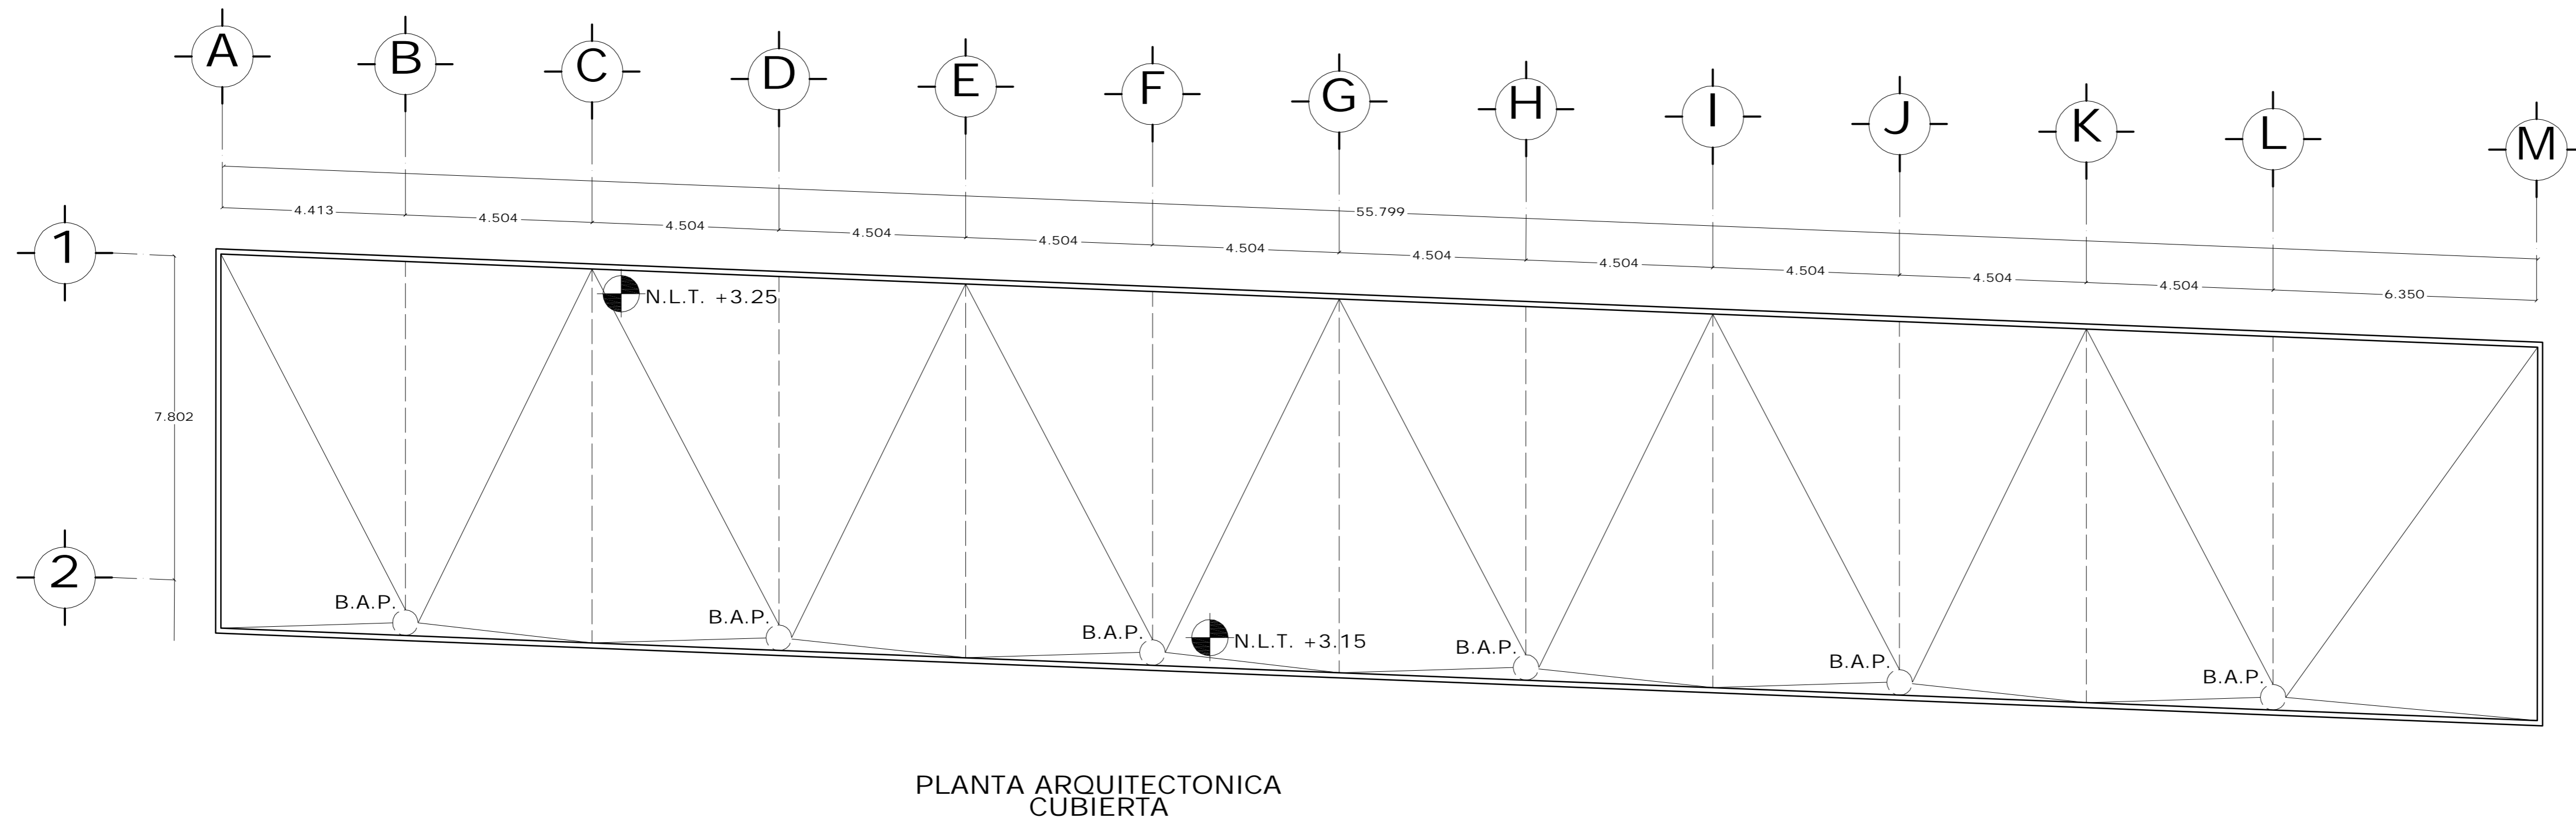 A
B
C
D
E
F
G
H
I
J
K
L
M
55.799
4.413
4.504
4.504
4.504
4.504
4.504
4.504
4.504
4.504
4.504
4.504
6.350
1
N.L.T. +3.25
7.802
2
B.A.P.
B.A.P.
B.A.P.
N.L.T. +3.15
B.A.P.
B.A.P.
B.A.P.
PLANTA ARQUITECTONICA
CUBIERTA